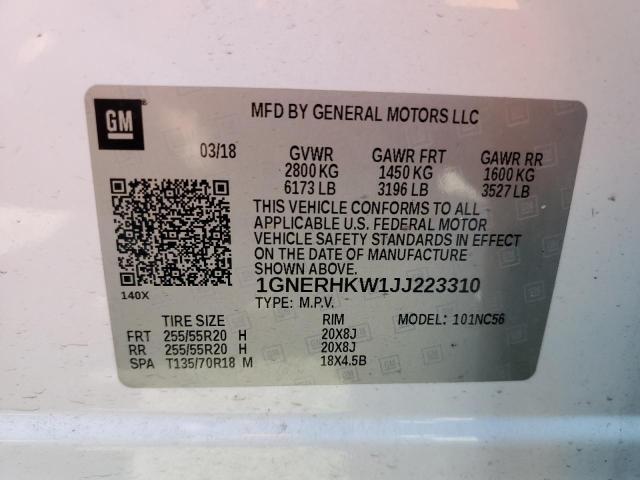 GM
MFD BY GENERAL MOTORS LLC
03/18 GVWR GAWR FRT GAWR RR
2800 KG 1450 KG 1600 KG
6173 LB 3196 LB 3527 LB
THIS VEHICLE CONFORMS TO ALL
APPLICABLE U.S. FEDERAL MOTOR
VEHICLE SAFETY STANDARDS IN EFFECT
ON THE DATE OF MANUFACTURE
SHOWN ABOVE.
140X
1GNERHKW1JJ223310
TYPE: M.P.V.
TIRE SIZE RIM MODEL: 101NC56
FRT 255/55R20 H 20X8J
RR 255/55R20 H 20X8J
SPA T135/70R18 M 18X4.5B